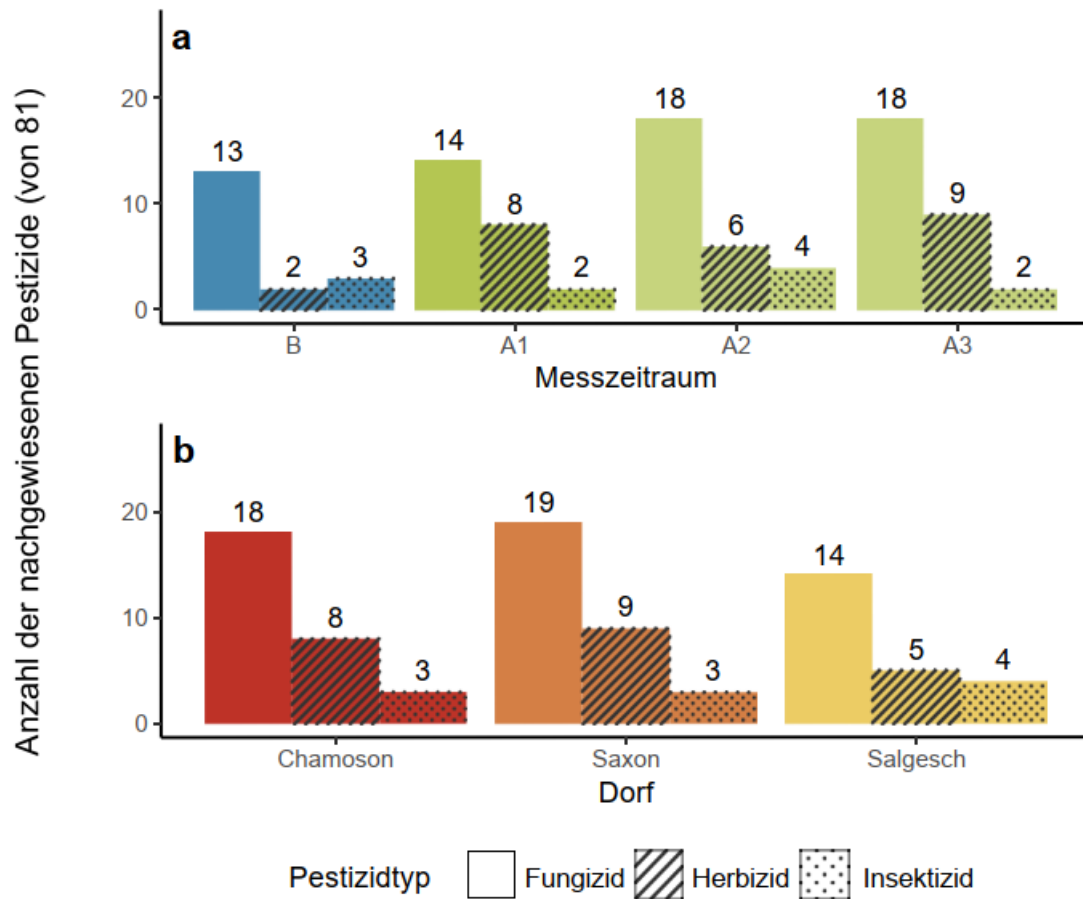 Anzahl der nachgewiesenen Pestizide (von 81)
a
20
10
0
13 2 3 14 8 2 18 6 4 18 9 2
B A1 A2 A3
Messzeitraum
b
20
10
0
18 8 3 19 9 3 14 5 4
Chamoson Saxon Salgesch
Dorf
Pestizidtyp Fungizid Herbizid Insektizid